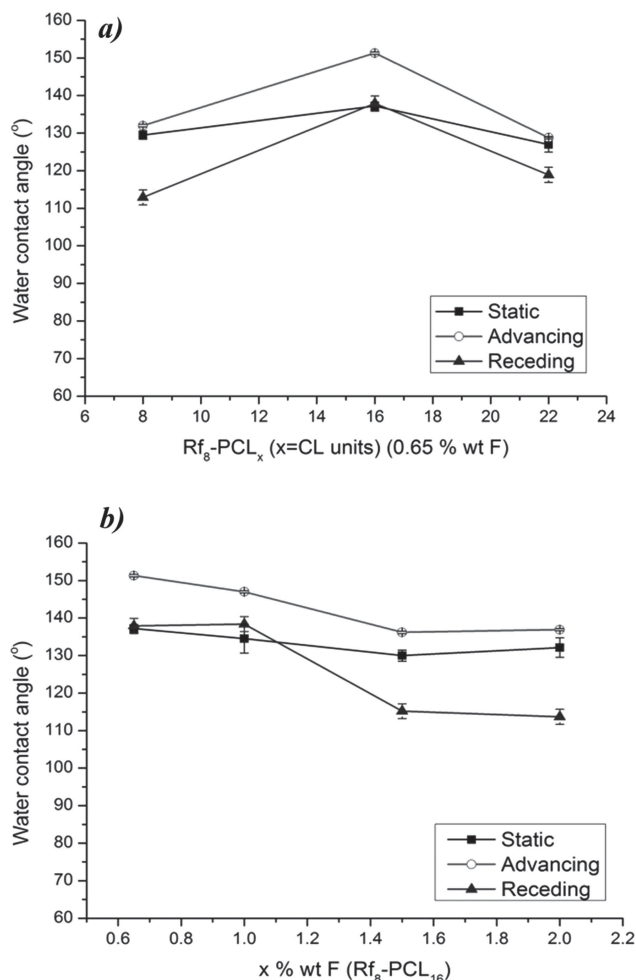 a)
160
150
140
130
120
110
100
90
80
70
60
Water contact angle (°)
Static
Advancing
Receding
6 8 10 12 14 16 18 20 22 24
Rf₈-PCLₓ (x=CL units) (0.65 % wt F)
b)
160
150
140
130
120
110
100
90
80
70
60
Water contact angle (°)
Static
Advancing
Receding
0.6 0.8 1.0 1.2 1.4 1.6 1.8 2.0 2.2
x % wt F (Rf₈-PCL₁₆)